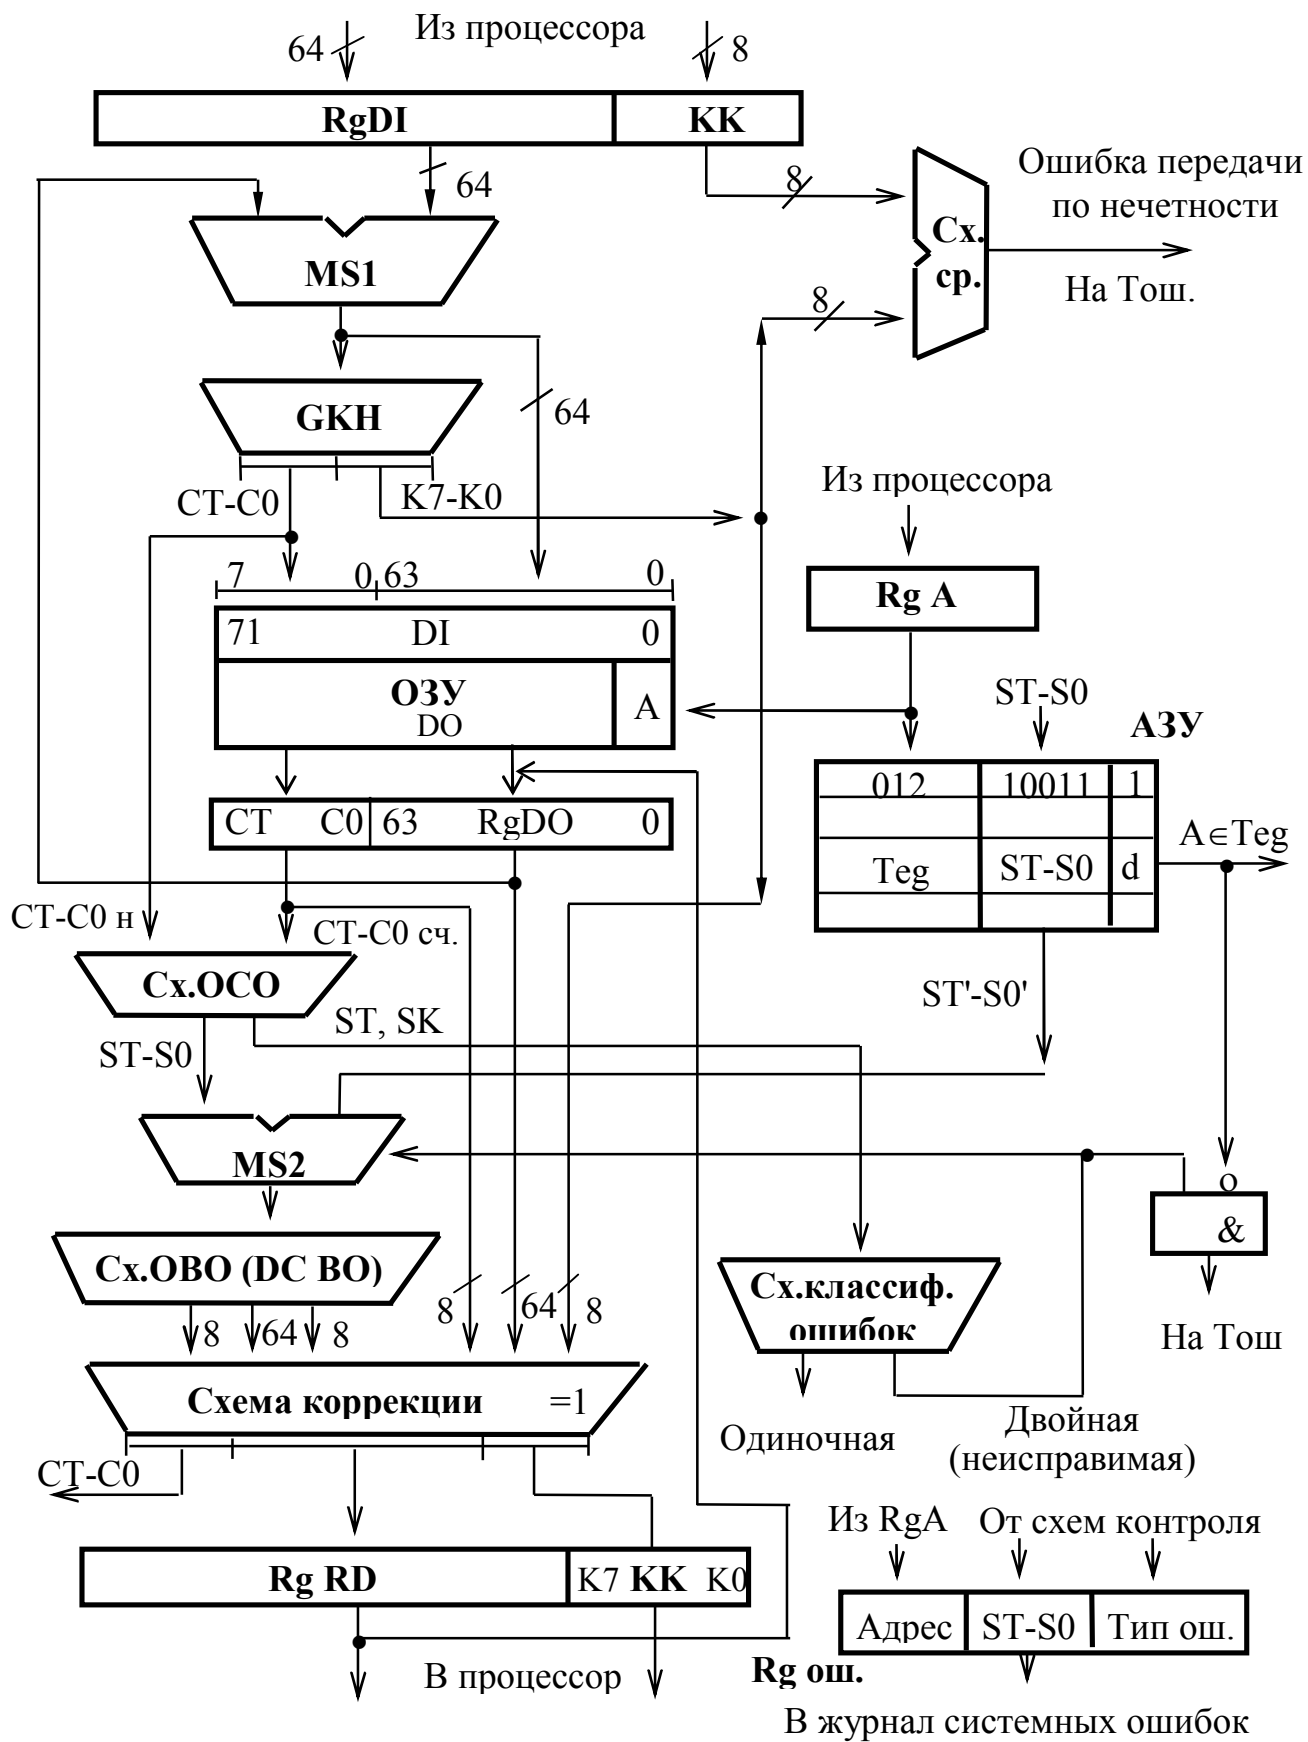 Из процессора
64
8
RgDI
KK
64
8
Ошибка передачи
по нечетности
Сх.
ср.
MS1
На Тош.
8
GKH
64
Из процессора
CT-C0
K7-K0
7
0
63
0
Rg A
71
DI
0
ST-S0
ОЗУ
A
АЗУ
DO
012
10011
1
CT
C0
63
RgDO
0
A∈Teg
Teg
ST-S0
d
CT-C0 н
CT-C0 сч.
Сх.ОСО
ST'-S0'
ST, SK
ST-S0
MS2
o
&
Сх.ОВО (DC ВО)
Сх.классиф.
ошибок
8
64
8
8
64
8
На Тош
Схема коррекции
=1
Одиночная
Двойная
(неисправимая)
CT-C0
Из RgA
От схем контроля
Rg RD
K7 KK K0
Адрес
ST-S0
Тип ош.
В процессор
Rg ош.
В журнал системных ошибок